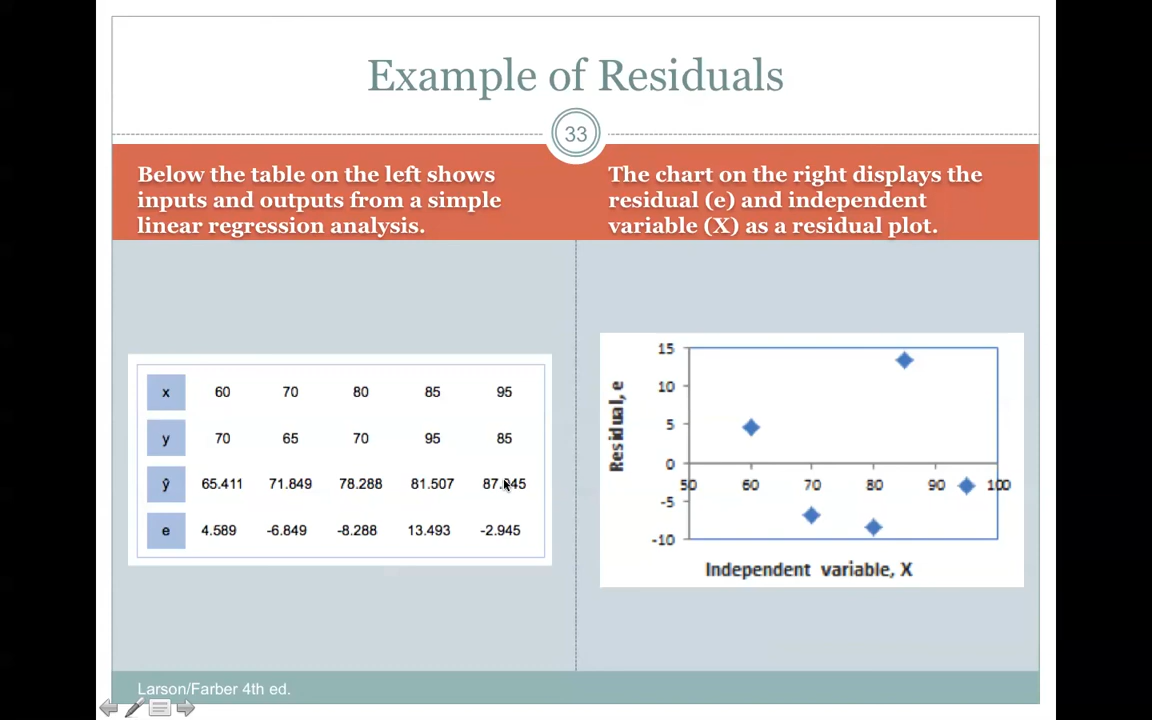 Example of Residuals
33
Below the table on the left shows
inputs and outputs from a simple
linear regression analysis.
The chart on the right displays the
residual (e) and independent
variable (X) as a residual plot.
x 60 70 80 85 95
y 70 65 70 95 85
ŷ 65.411 71.849 78.288 81.507
e 4.589 -6.849 -8.288 13.493 -2.945
Residual, e
15
10
5
0
-5
-10
50 60 70 80 90 100
Independent variable, X
Larson/Farber 4th ed.